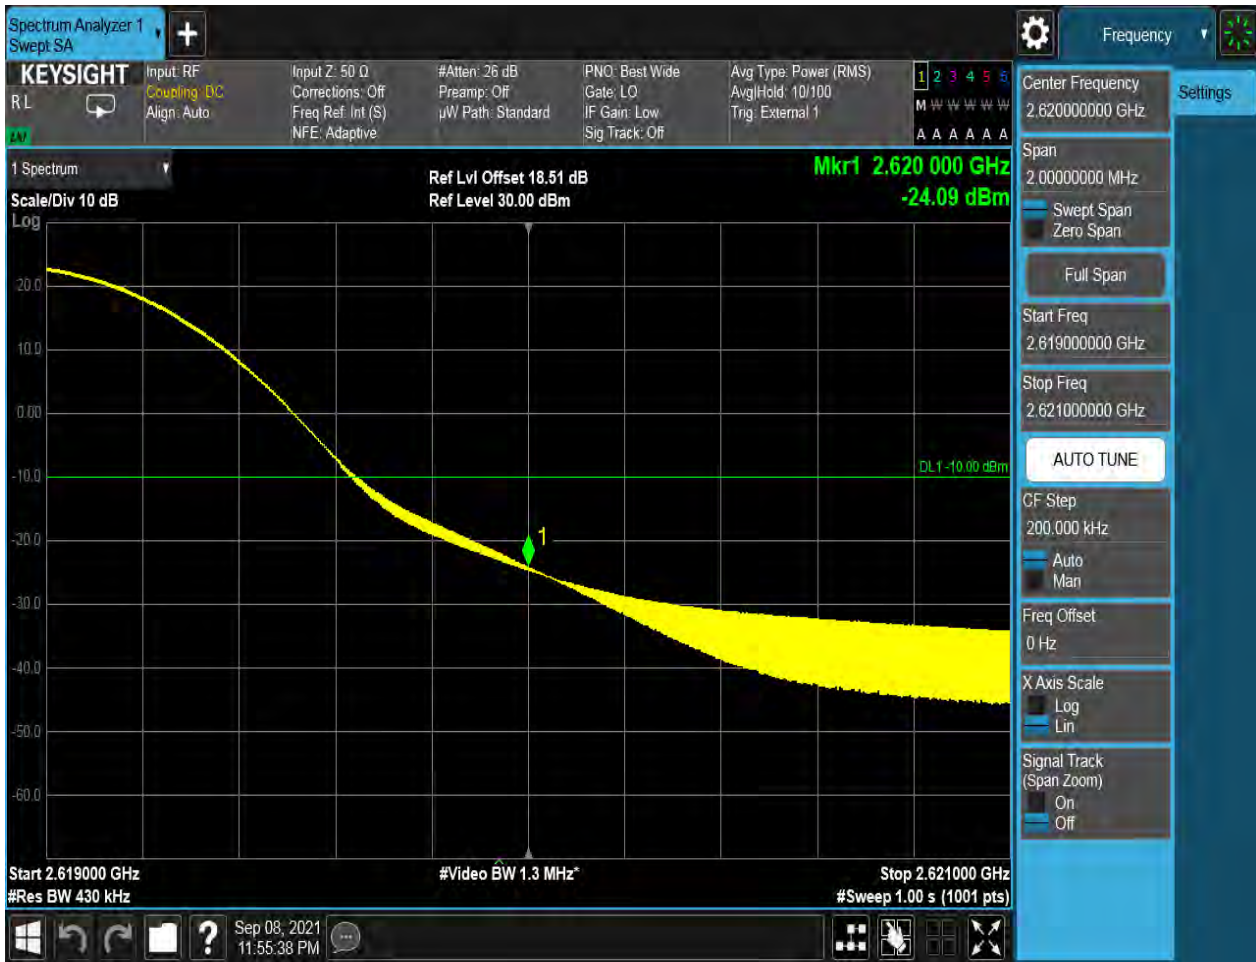 Spectrum Analyzer 1
Swept SA
+
Frequency
KEYSIGHT
R L
LNI
Input: RF
Coupling: DC
Align: Auto
Input Z: 50 Ω
Corrections: Off
Freq Ref: Int (S)
NFE: Adaptive
#Atten: 26 dB
Preamp: Off
µW Path: Standard
PNO: Best Wide
Gate: LO
IF Gain: Low
Sig Track: Off
Avg Type: Power (RMS)
Avg|Hold: 10/100
Trig: External 1
1 2 3 4 5 6
M W W W W W
A A A A A A
1 Spectrum
Scale/Div 10 dB
Log
Ref Lvl Offset 18.51 dB
Ref Level 30.00 dBm
Mkr1 2.620 000 GHz
-24.09 dBm
20.0
10.0
0.00
-10.0
-20.0
-30.0
-40.0
-50.0
-60.0
DL1 -10.00 dBm
1
Start 2.619000 GHz
#Res BW 430 kHz
#Video BW 1.3 MHz*
Stop 2.621000 GHz
#Sweep 1.00 s (1001 pts)
Center Frequency
2.620000000 GHz
Settings
Span
2.00000000 MHz
Swept Span
Zero Span
Full Span
Start Freq
2.619000000 GHz
Stop Freq
2.621000000 GHz
AUTO TUNE
CF Step
200.000 kHz
Auto
Man
Freq Offset
0 Hz
X Axis Scale
Log
Lin
Signal Track
(Span Zoom)
On
Off
?
Sep 08, 2021
11:55:38 PM